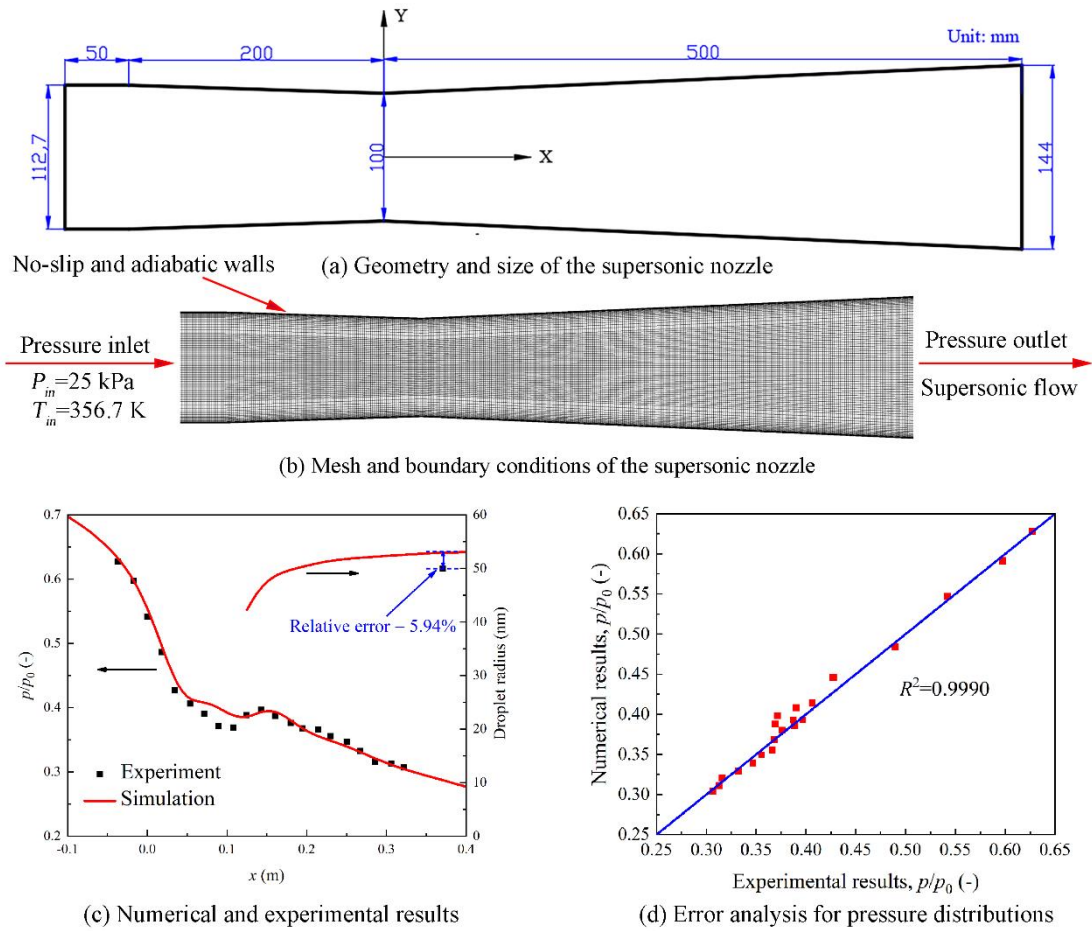 Y
Unit: mm
50
200
500
112,7
100
X
144
(a) Geometry and size of the supersonic nozzle
No-slip and adiabatic walls
Pressure inlet
P_in=25 kPa
T_in=356.7 K
Pressure outlet
Supersonic flow
(b) Mesh and boundary conditions of the supersonic nozzle
0.7
0.6
0.5
0.4
0.3
0.2
p/p₀ (-)
60
50
40
30
20
10
0
Droplet radius (nm)
Relative error – 5.94%
Experiment
Simulation
-0.1 0.0 0.1 0.2 0.3 0.4
x (m)
(c) Numerical and experimental results
0.65
0.60
0.55
0.50
0.45
0.40
0.35
0.30
0.25
Numerical results, p/p₀ (-)
R²=0.9990
0.25 0.30 0.35 0.40 0.45 0.50 0.55 0.60 0.65
Experimental results, p/p₀ (-)
(d) Error analysis for pressure distributions